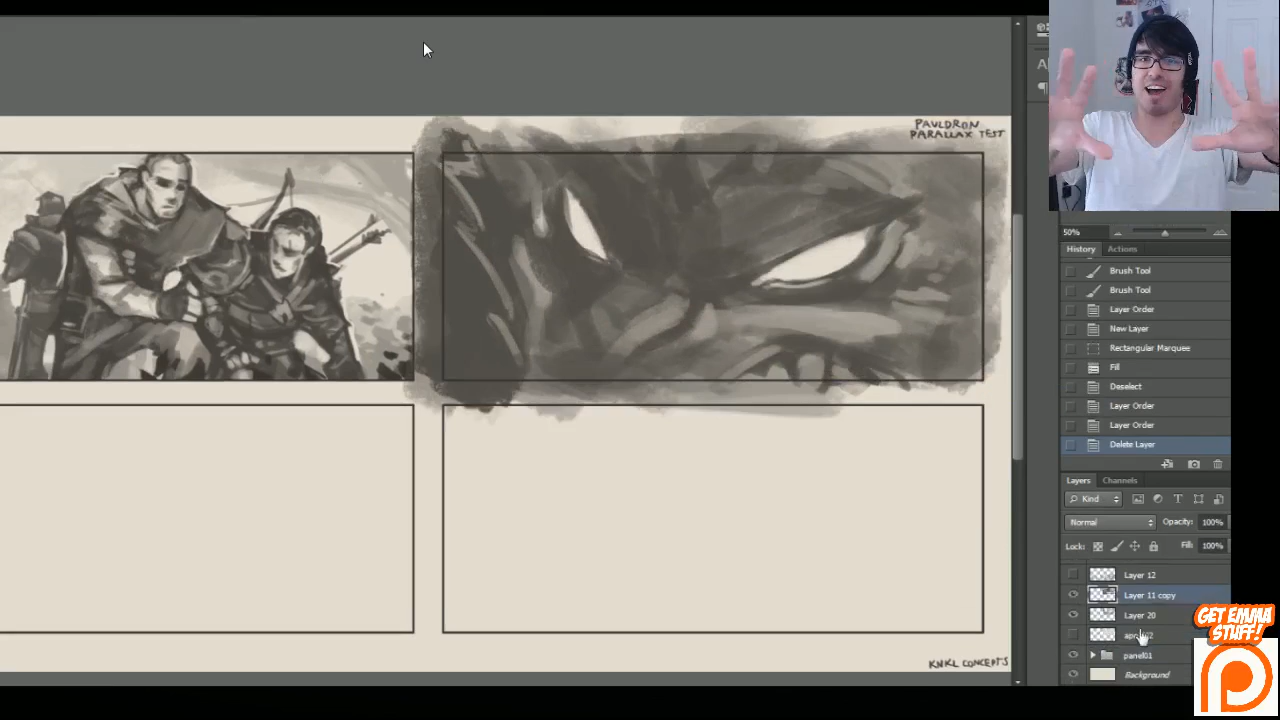 PAULDRON
PARALLAX TEST
50%
History
Actions
Brush Tool
Brush Tool
Layer Order
New Layer
Rectangular Marquee
Fill
Deselect
Layer Order
Layer Order
Delete Layer
Layers
Channels
Kind
Normal
Opacity: 100%
Lock:
Fill: 100%
Layer 12
Layer 11 copy
Layer 20
panel01
Background
KNKL CONCEPTS
GET EMMA
STUFF!